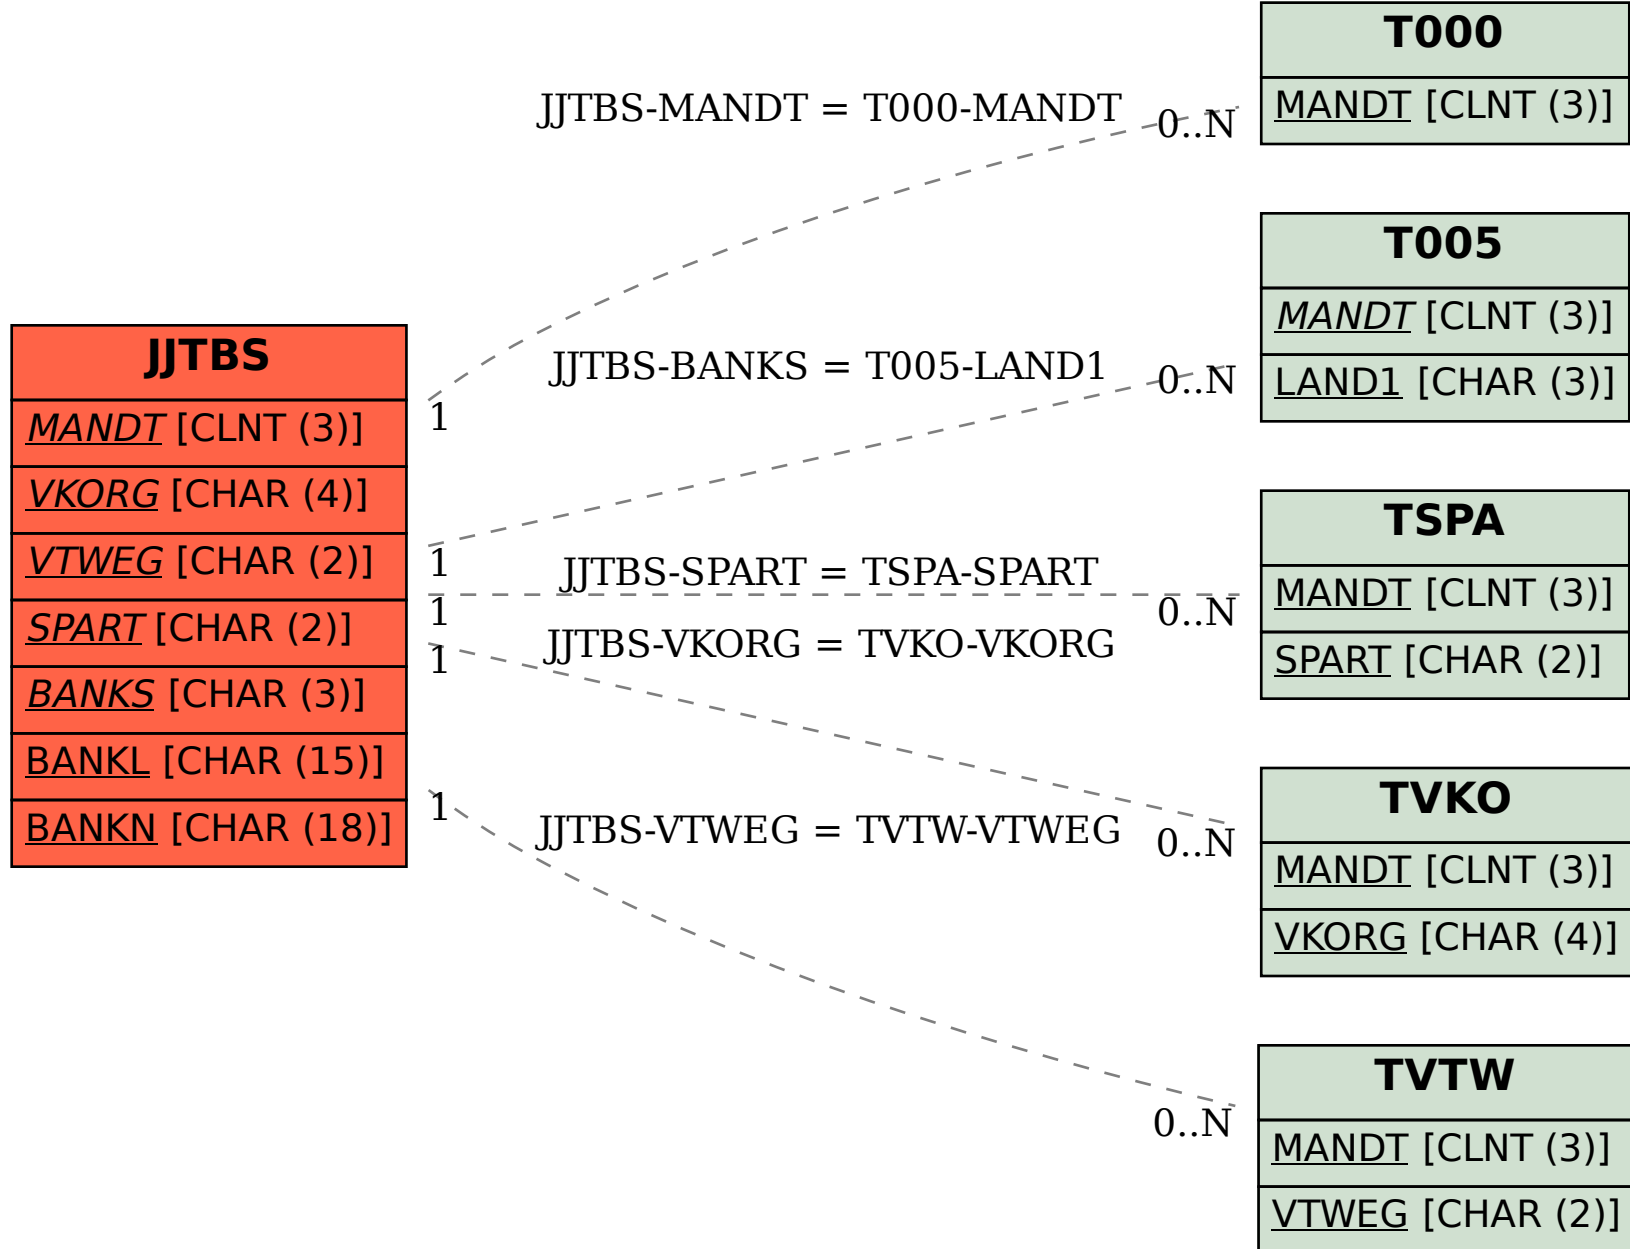 JJTBS
MANDT [CLNT (3)]
VKORG [CHAR (4)]
VTWEG [CHAR (2)]
SPART [CHAR (2)]
BANKS [CHAR (3)]
BANKL [CHAR (15)]
BANKN [CHAR (18)]
JJTBS-MANDT = T000-MANDT
1
0..N
JJTBS-BANKS = T005-LAND1
1
0..N
JJTBS-SPART = TSPA-SPART
1
0..N
JJTBS-VKORG = TVKO-VKORG
1
0..N
JJTBS-VTWEG = TVTW-VTWEG
1
0..N
T000
MANDT [CLNT (3)]
T005
MANDT [CLNT (3)]
LAND1 [CHAR (3)]
TSPA
MANDT [CLNT (3)]
SPART [CHAR (2)]
TVKO
MANDT [CLNT (3)]
VKORG [CHAR (4)]
TVTW
MANDT [CLNT (3)]
VTWEG [CHAR (2)]